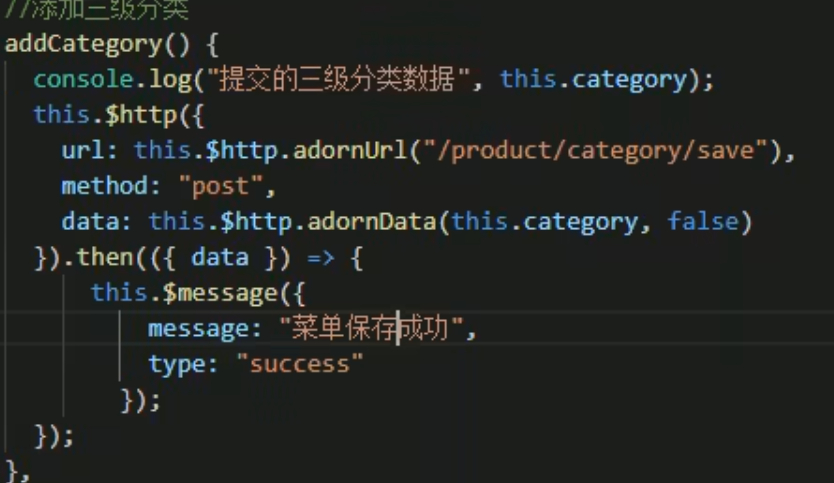 //添加三级分类
addCategory() {
console.log("提交的三级分类数据", this.category);
this.$http({
url: this.$http.adornUrl("/product/category/save"),
method: "post",
data: this.$http.adornData(this.category, false)
}).then(({ data }) => {
this.$message({
message: "菜单保存成功",
type: "success"
});
});
},